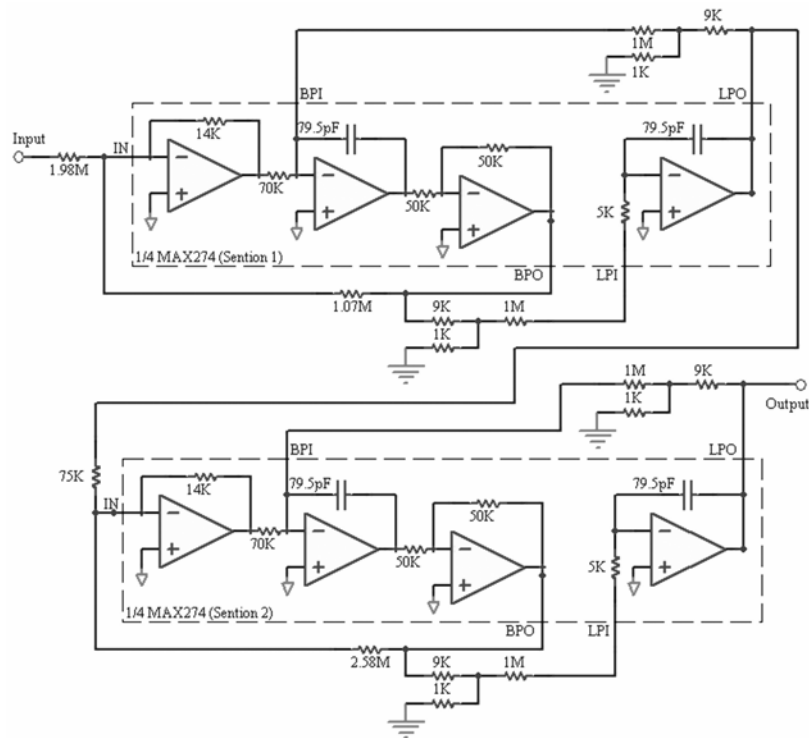 9K
1M
1K
BPI
LPO
14K
79.5pF
50K
79.5pF
Input
IN
1.98M
70K
50K
5K
1/4 MAX274 (Sention 1)
BPO
LPI
1.07M
9K
1M
1K
1M
9K
1K
Output
BPI
LPO
75K
14K
79.5pF
50K
79.5pF
IN
70K
50K
5K
1/4 MAX274 (Sention 2)
BPO
LPI
2.58M
9K
1M
1K